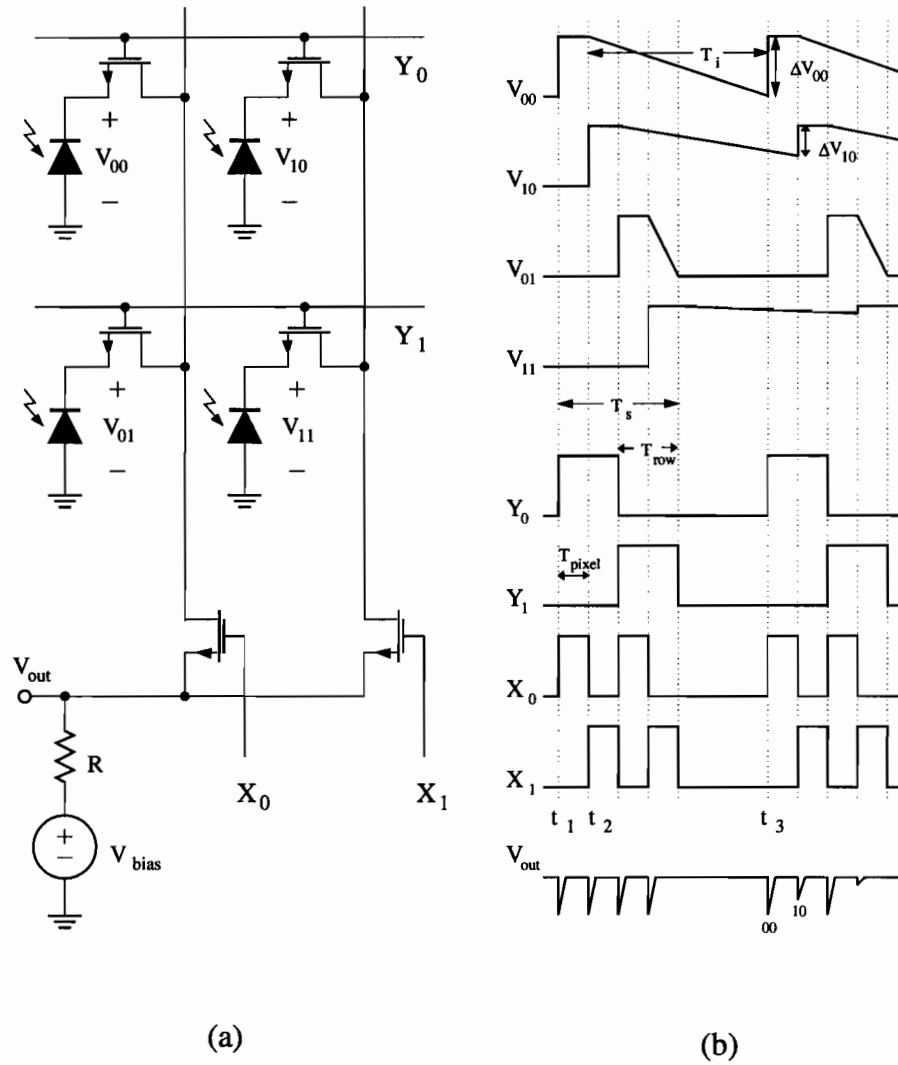 Y0
+ +
V00 V10
− −
Y1
+ +
V01 V11
− −
Vout
R
X0 X1
+
−
Vbias
(a)
Ti
ΔV00
V00
ΔV10
V10
V01
V11
Ts
Trow
Y0
Tpixel
Y1
X0
X1
t1 t2 t3
Vout
00 10
(b)